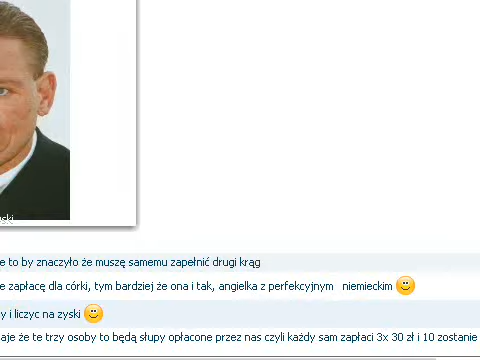 ski
e to by znaczyło że muszę samemu zapełnić drugi krąg
e zapłacę dla córki, tym bardziej że ona i tak, angielka z perfekcyjnym niemieckim
y i liczyc na zyski
aje że te trzy osoby to będą słupy opłacone przez nas czyli każdy sam zapłaci 3x 30 zł i 10 zostanie